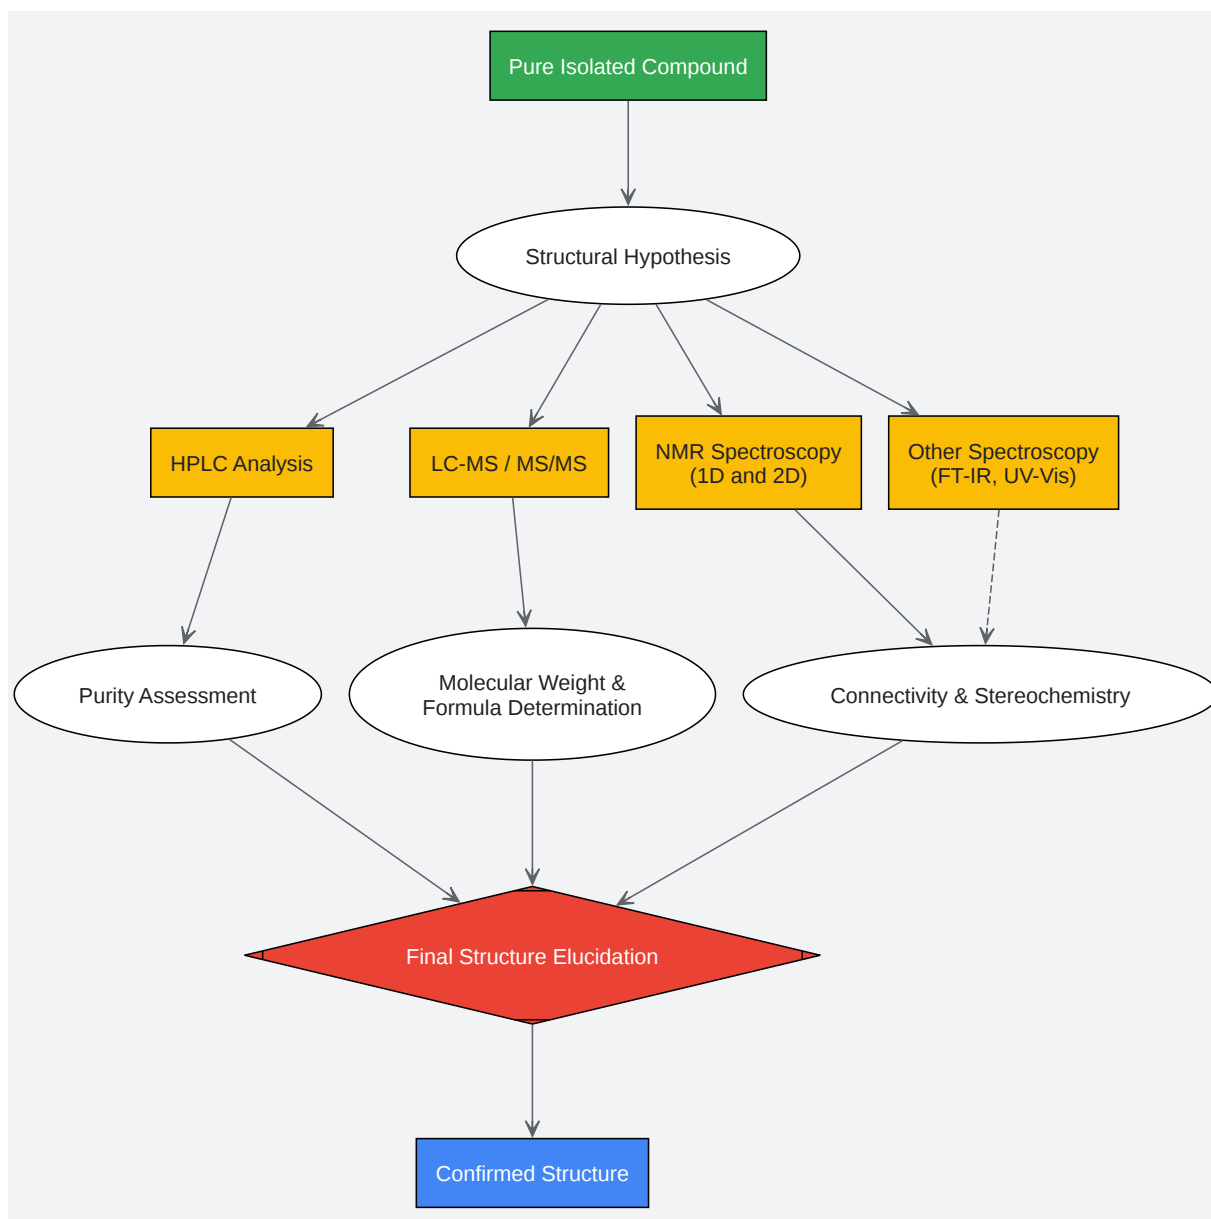 Pure Isolated Compound
Structural Hypothesis
HPLC Analysis
LC-MS / MS/MS
NMR Spectroscopy
(1D and 2D)
Other Spectroscopy
(FT-IR, UV-Vis)
Purity Assessment
Molecular Weight &
Formula Determination
Connectivity & Stereochemistry
Final Structure Elucidation
Confirmed Structure